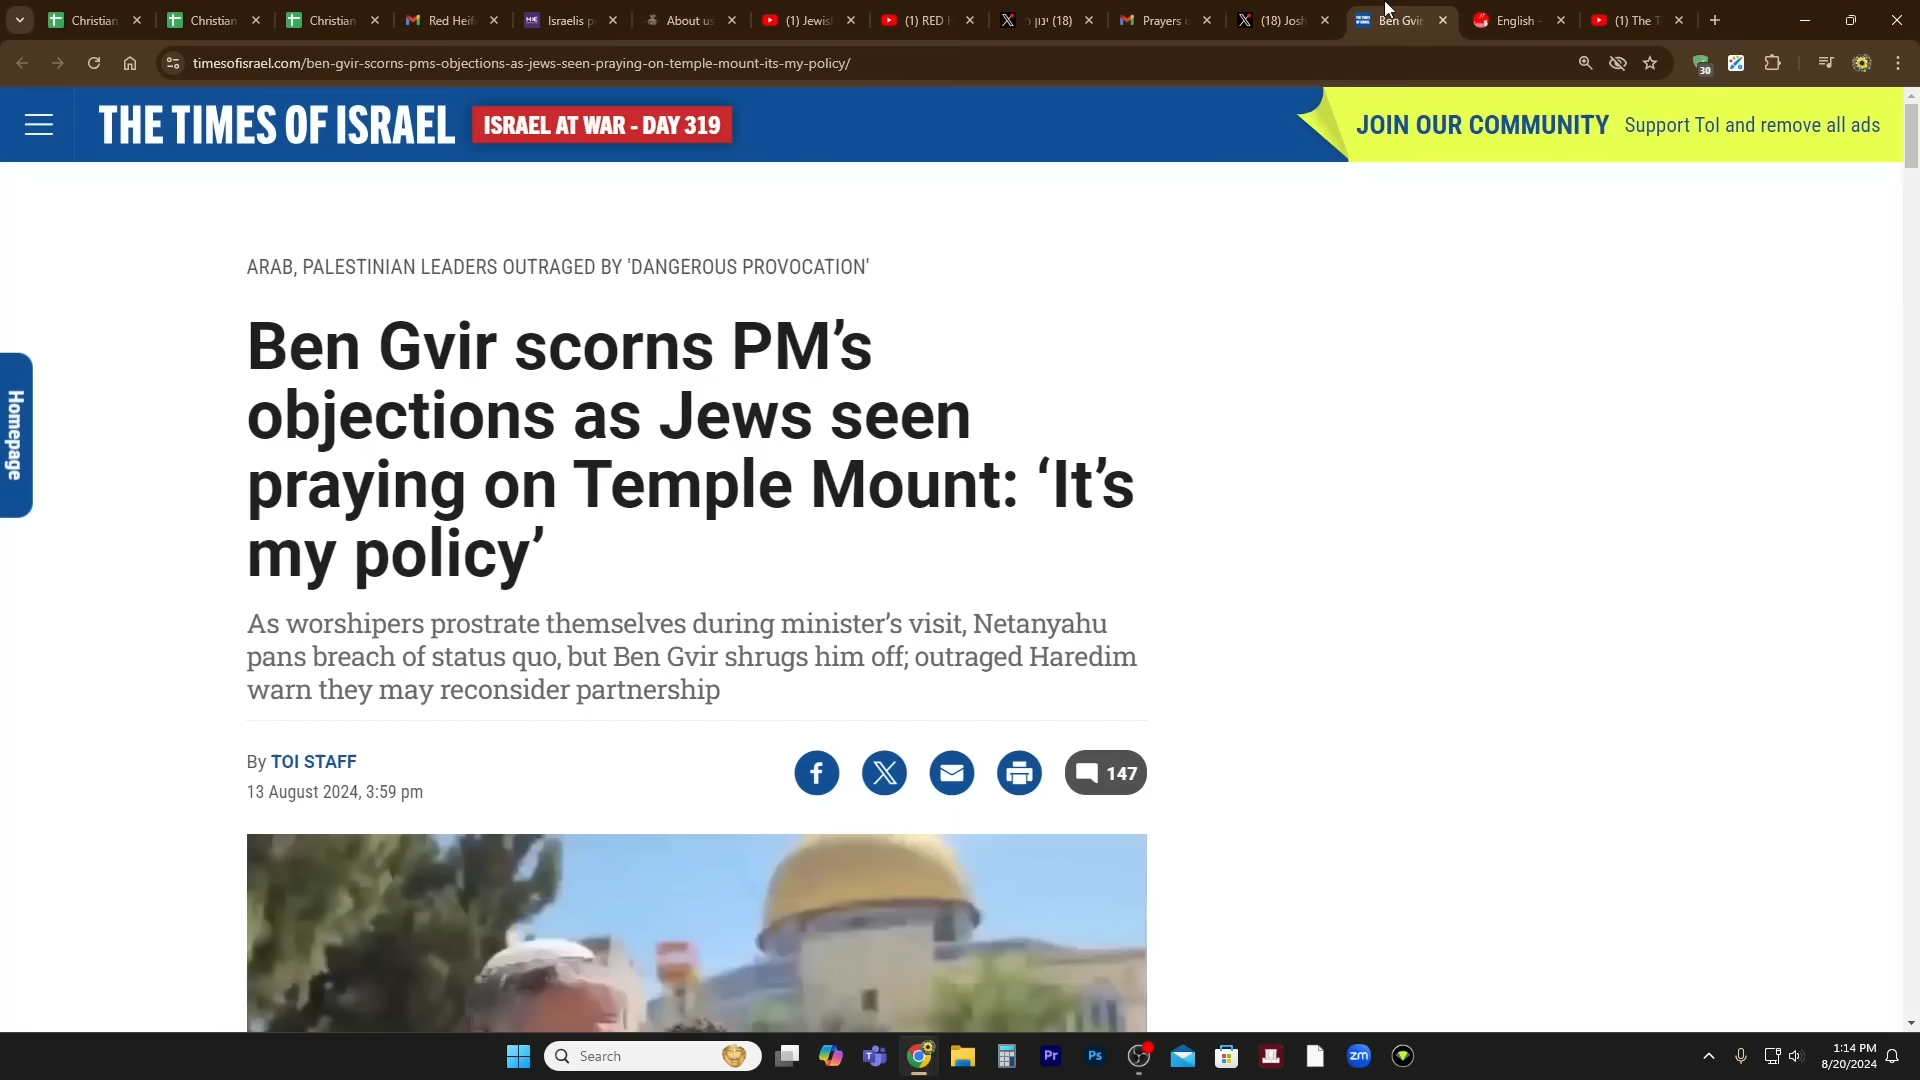 Christian
Christian
Christian
Red Heif
Israelis p
About us
(1) Jewis
(1) RED H
(18) ינון
Prayers o
(18) Josh
Ben Gvir
English -
(1) The T
timesofisrael.com/ben-gvir-scorns-pms-objections-as-jews-seen-praying-on-temple-mount-its-my-policy/
30
THE TIMES OF ISRAEL
ISRAEL AT WAR - DAY 319
JOIN OUR COMMUNITY Support ToI and remove all ads
ARAB, PALESTINIAN LEADERS OUTRAGED BY 'DANGEROUS PROVOCATION'
Ben Gvir scorns PM’s
objections as Jews seen
praying on Temple Mount: ‘It’s
my policy’
Homepage
As worshipers prostrate themselves during minister’s visit, Netanyahu
pans breach of status quo, but Ben Gvir shrugs him off; outraged Haredim
warn they may reconsider partnership
By TOI STAFF
13 August 2024, 3:59 pm
147
Search
Pr
Ps
zm
1:14 PM
8/20/2024